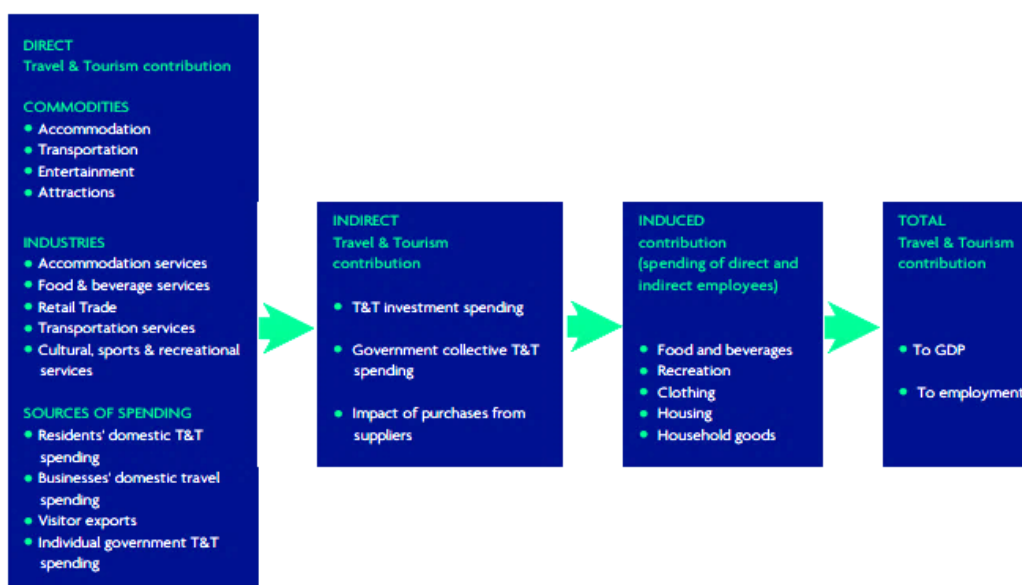 DIRECT
Travel & Tourism contribution
COMMODITIES
• Accommodation
• Transportation
• Entertainment
• Attractions
INDUSTRIES
• Accommodation services
• Food & beverage services
• Retail Trade
• Transportation services
• Cultural, sports & recreational
services
SOURCES OF SPENDING
• Residents' domestic T&T
spending
• Businesses' domestic travel
spending
• Visitor exports
• Individual government T&T
spending
INDIRECT
Travel & Tourism
contribution
• T&T investment spending
• Government collective T&T
spending
• Impact of purchases from
suppliers
INDUCED
contribution
(spending of direct and
indirect employees)
• Food and beverages
• Recreation
• Clothing
• Housing
• Household goods
TOTAL
Travel & Tourism
contribution
• To GDP
• To employment